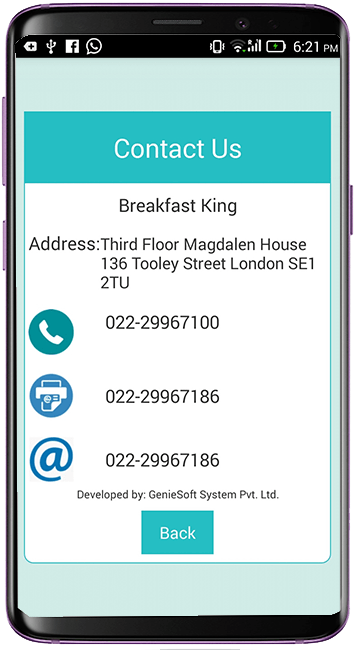 6:21 PM
Contact Us
Breakfast King
Address:Third Floor Magdalen House
136 Tooley Street London SE1
2TU
022-29967100
022-29967186
@ 022-29967186
Developed by: GenieSoft System Pvt. Ltd.
Back